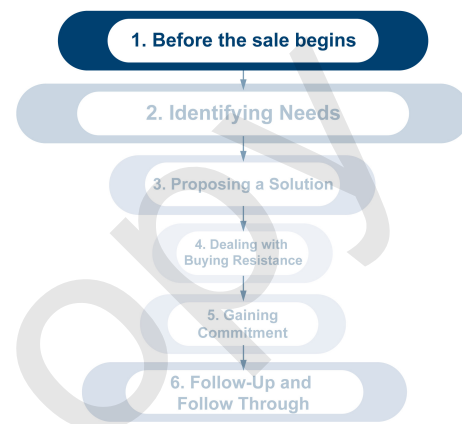 1. Before the sale begins
2. Identifying Needs
3. Proposing a Solution
4. Dealing with
Buying Resistance
5. Gaining
Commitment
6. Follow-Up and
Follow Through
opy